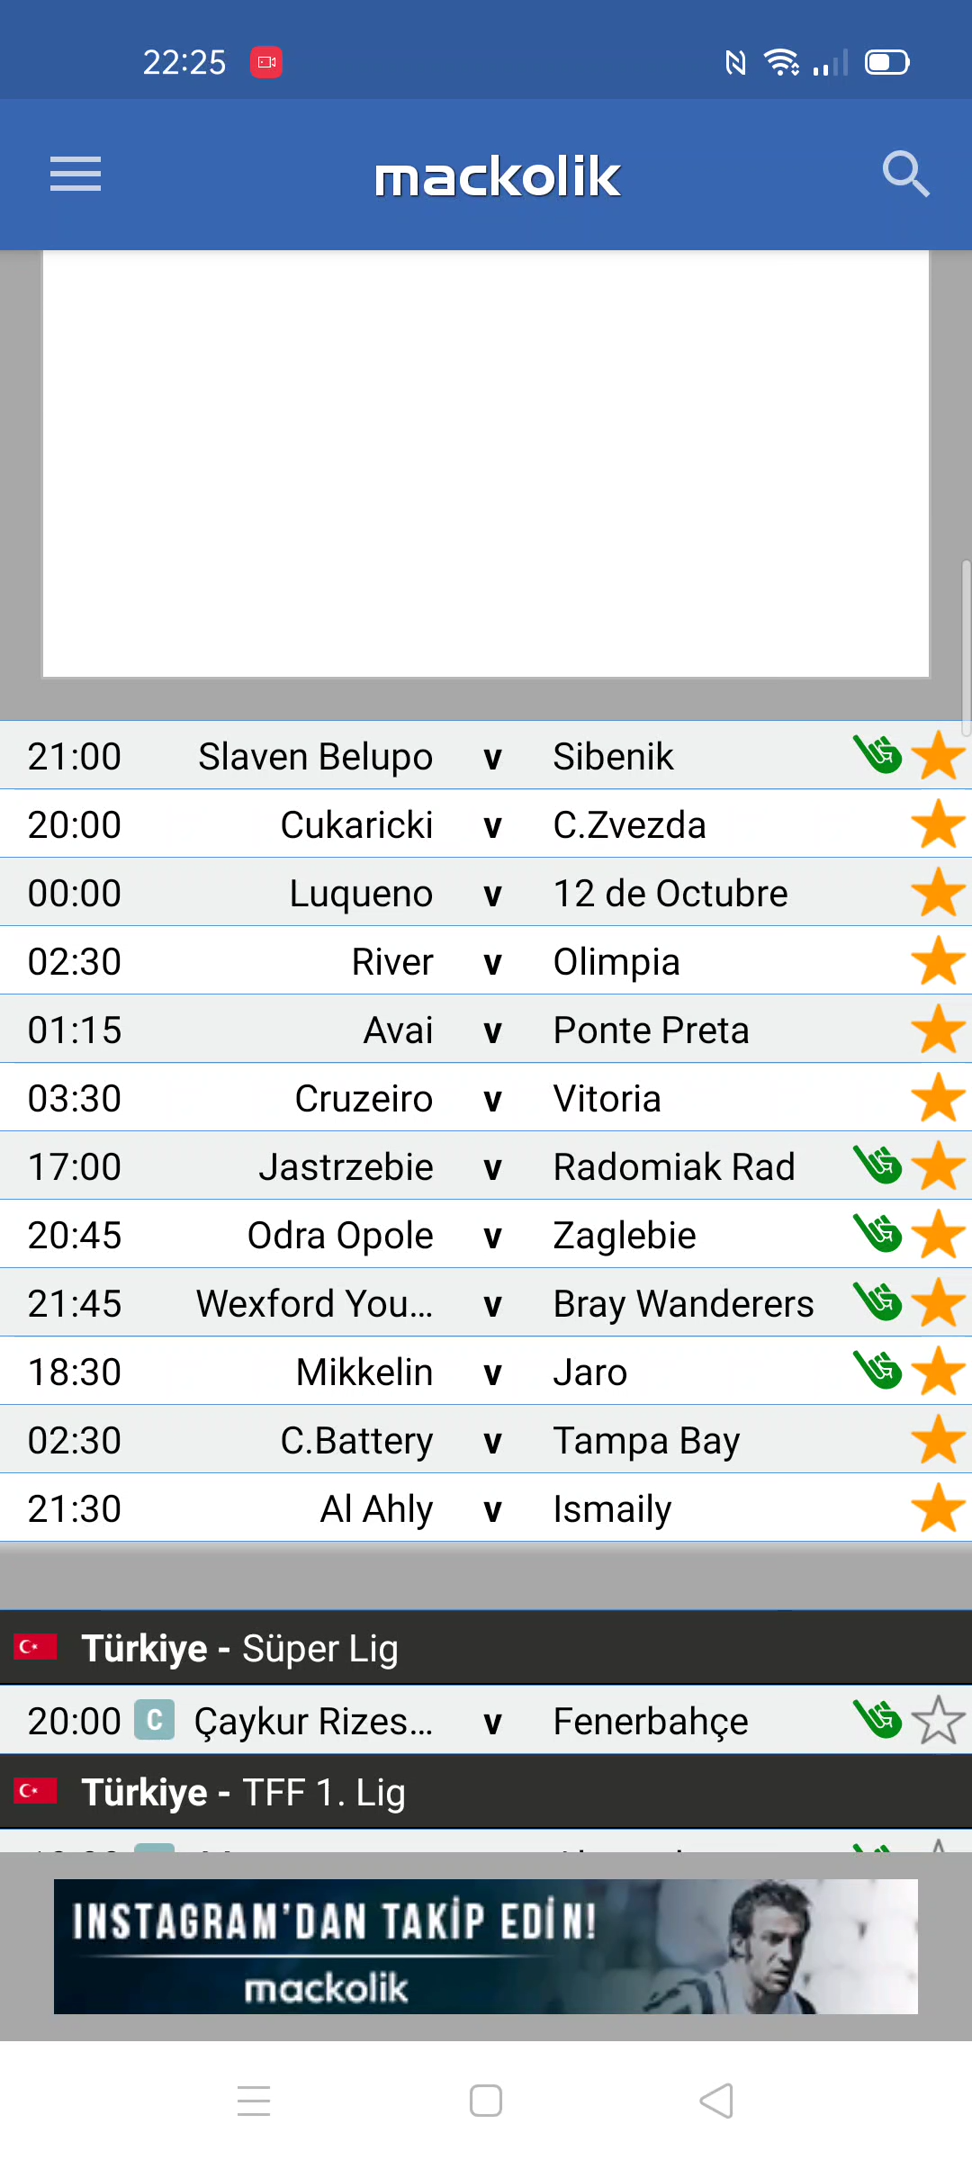 22:25
mackolik
21:00 Slaven Belupo v Sibenik
20:00 Cukaricki v C.Zvezda
00:00 Luqueno v 12 de Octubre
02:30 River v Olimpia
01:15 Avai v Ponte Preta
03:30 Cruzeiro v Vitoria
17:00 Jastrzebie v Radomiak Rad
20:45 Odra Opole v Zaglebie
21:45 Wexford You... v Bray Wanderers
18:30 Mikkelin v Jaro
02:30 C.Battery v Tampa Bay
21:30 Al Ahly v Ismaily
Türkiye - Süper Lig
20:00 C Çaykur Rizes... v Fenerbahçe
Türkiye - TFF 1. Lig
INSTAGRAM'DAN TAKİP EDİN!
mackolik